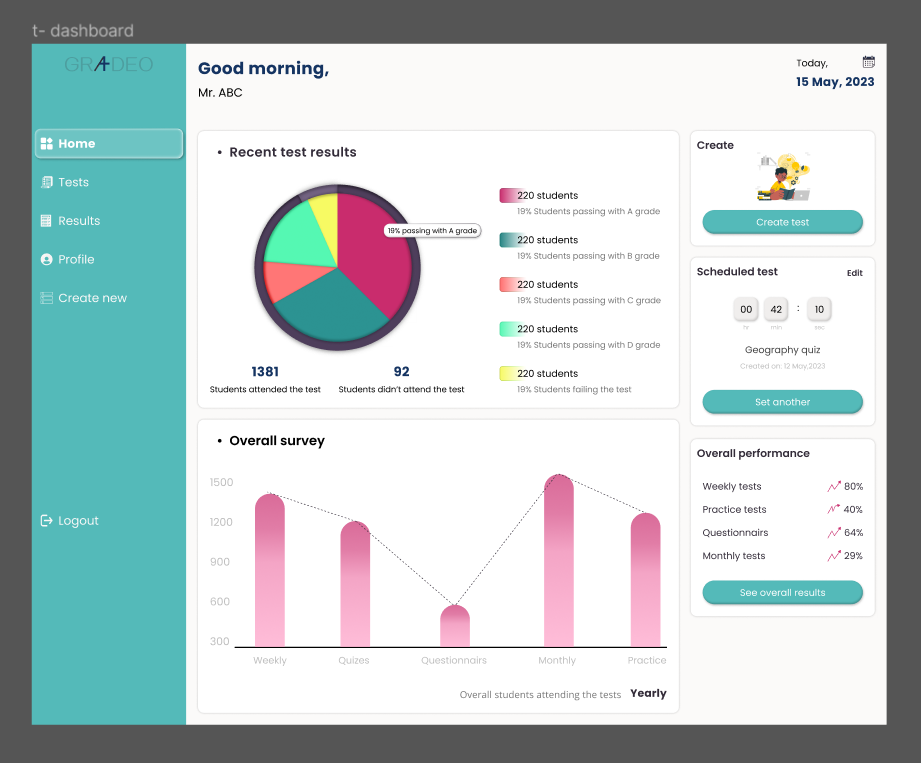 t- dashboard
GRADEO
Good morning,
Mr. ABC
Today,
15 May, 2023
Home
Tests
Results
Profile
Create new
Logout
• Recent test results
19% passing with A grade
220 students
19% Students passing with A grade
220 students
19% Students passing with B grade
220 students
19% Students passing with C grade
220 students
19% Students passing with D grade
220 students
19% Students failing the test
1381
Students attended the test
92
Students didn't attend the test
• Overall survey
1500
1200
900
600
300
Weekly Quizes Questionnairs Monthly Practice
Overall students attending the tests Yearly
Create
Create test
Scheduled test Edit
00 42 : 10
hr min sec
Geography quiz
Created on: 12 May,2023
Set another
Overall performance
Weekly tests 80%
Practice tests 40%
Questionnairs 64%
Monthly tests 29%
See overall results